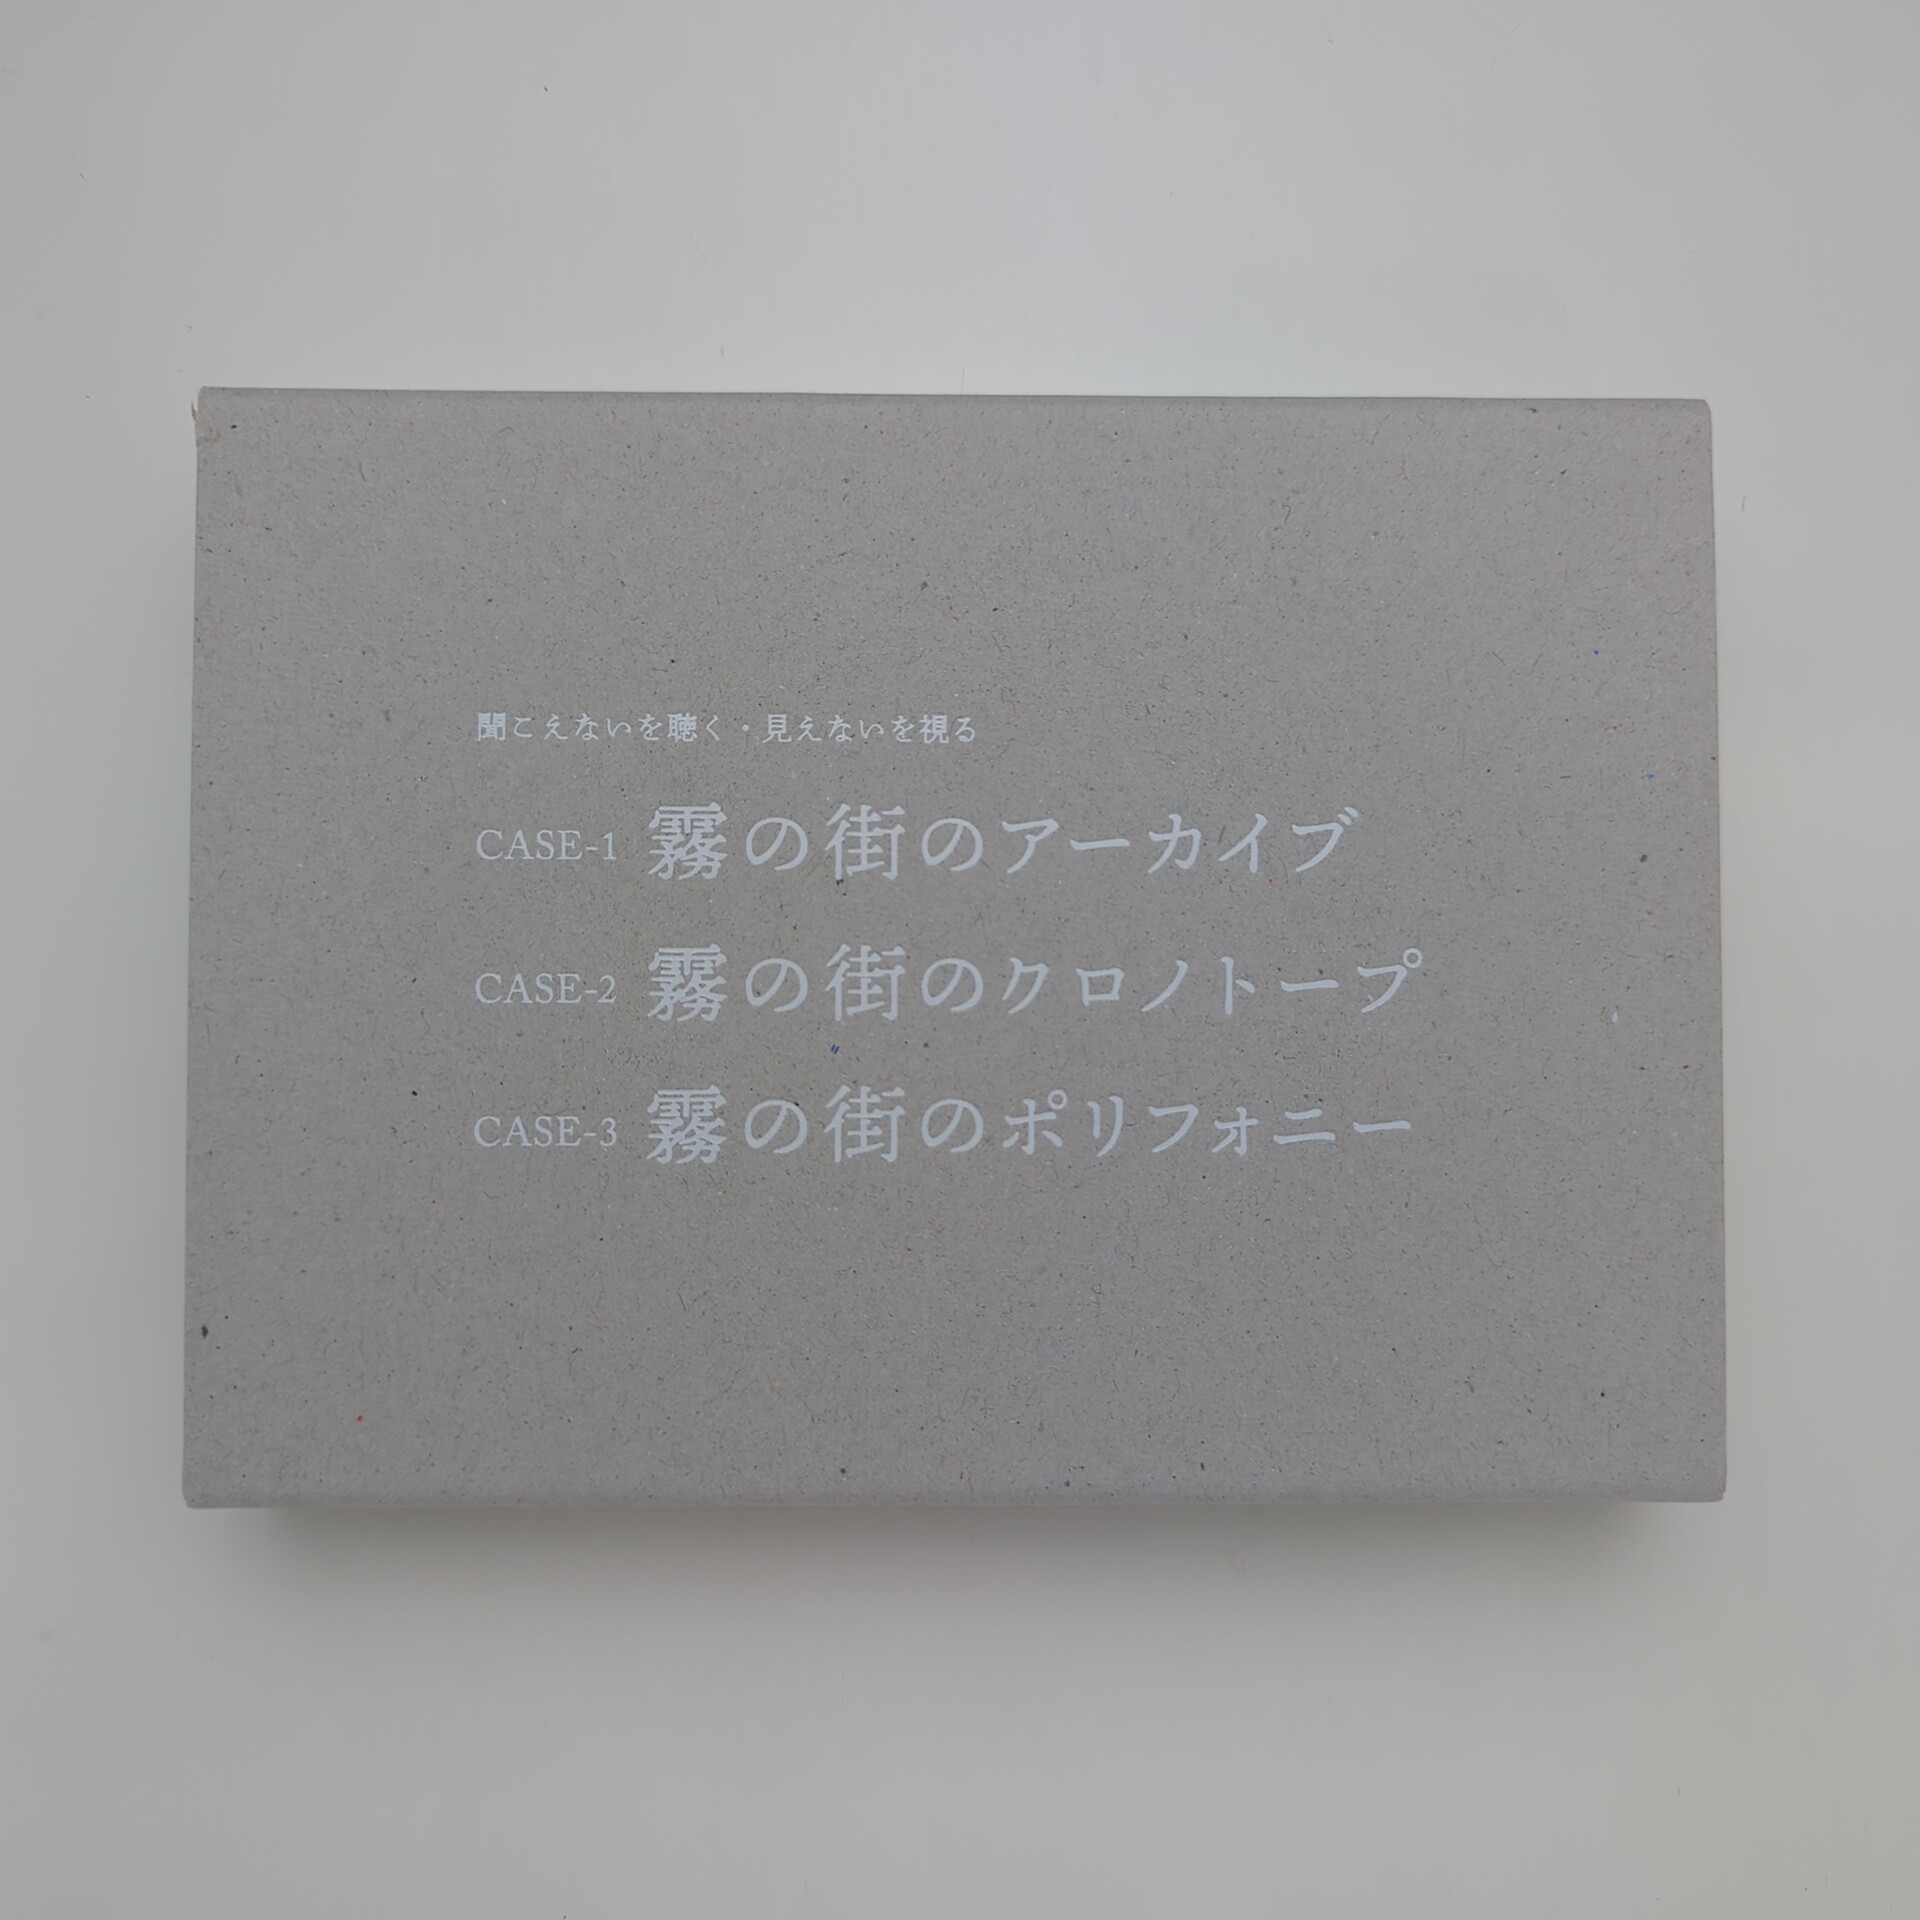 聞こえないを聴く・見えないを視る
CASE-1 霧の街のアーカイブ
CASE-2 霧の街のクロノトープ
CASE-3 霧の街のポリフォニー